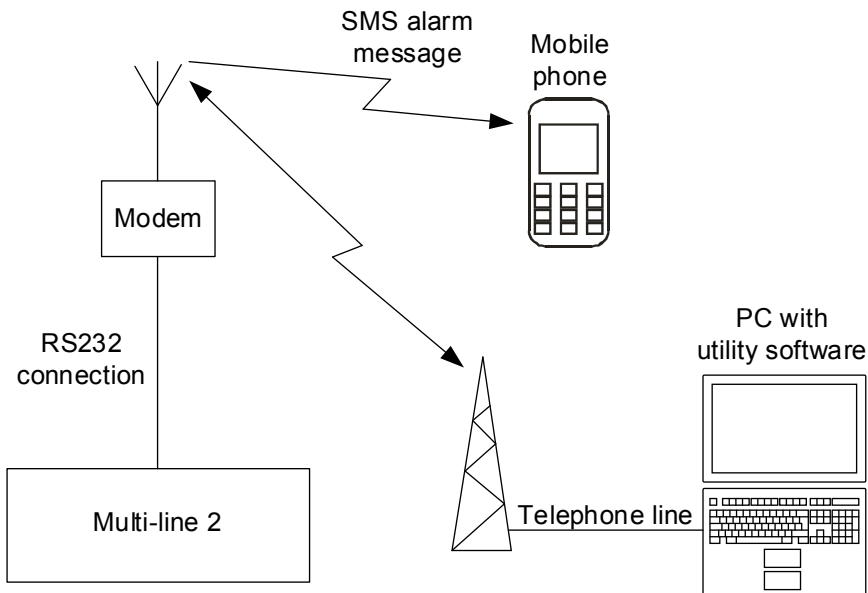 SMS alarm
message
Mobile
phone
Modem
RS232
connection
PC with
utility software
Multi-line 2
Telephone line